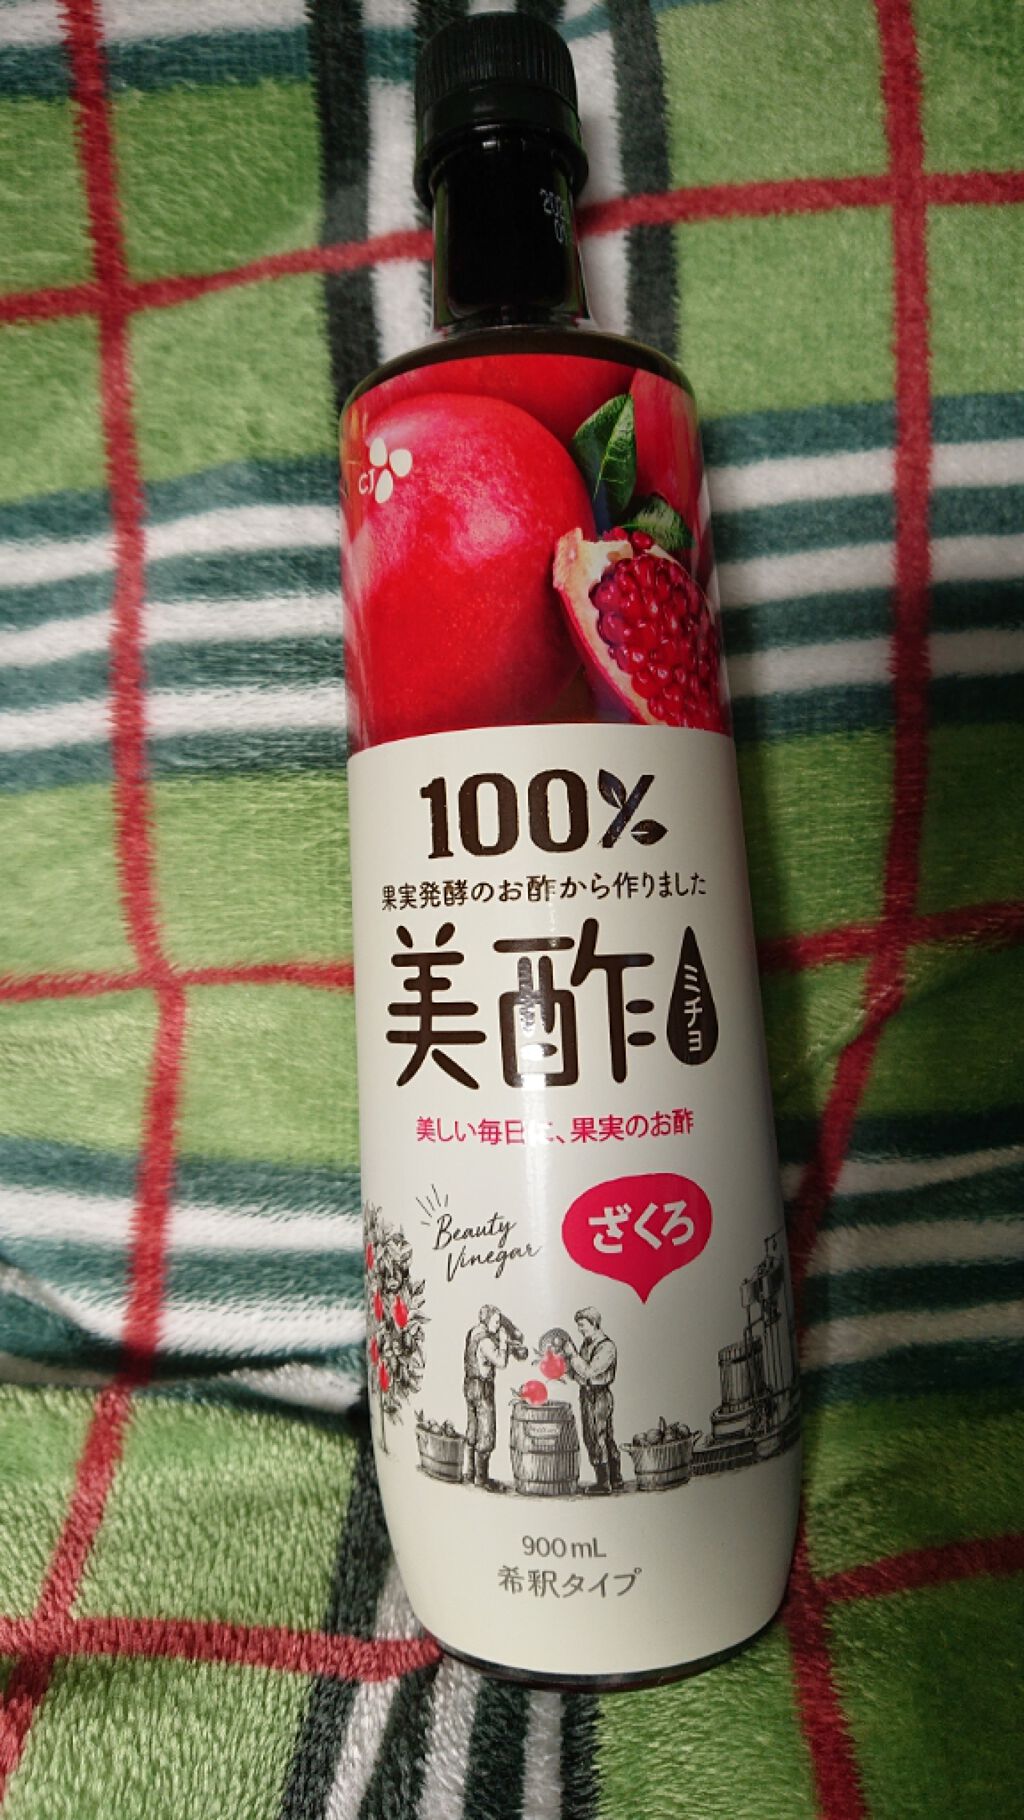 CJ
100%
果実発酵のお酢から作りました
美酢
ミチョ
美しい毎日に、果実のお酢
Beauty
Vinegar
ざくろ
900mL
希釈タイプ